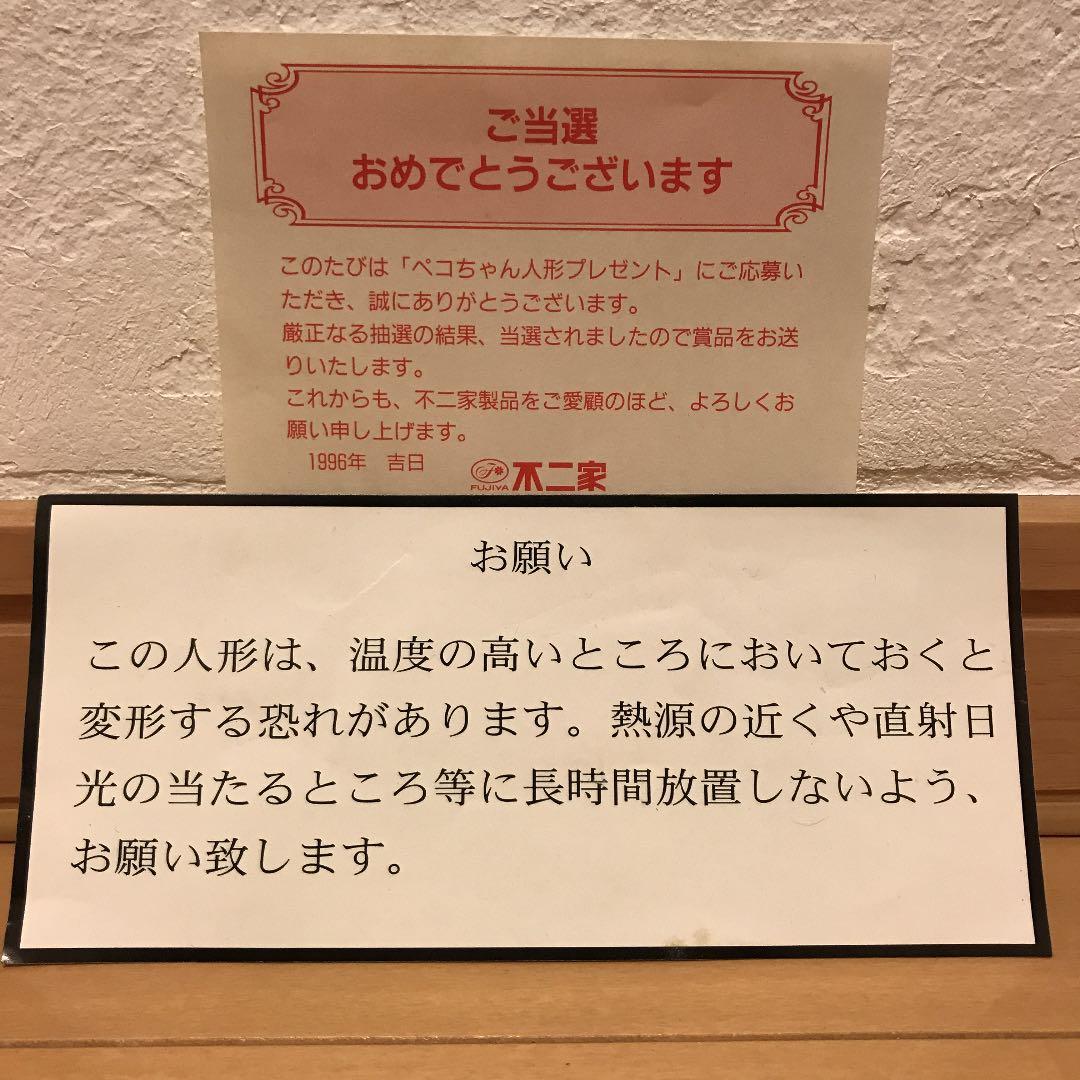 ご当選
おめでとうございます
このたびは「ペコちゃん人形プレゼント」にご応募い
ただき、誠にありがとうございます。
厳正なる抽選の結果、当選されましたので賞品をお送
りいたします。
これからも、不二家製品をご愛顧のほど、よろしくお
願い申し上げます。
1996年 吉日
FUJIYA 不二家
お願い
この人形は、温度の高いところにおいておくと
変形する恐れがあります。熱源の近くや直射日
光の当たるところ等に長時間放置しないよう、
お願い致します。